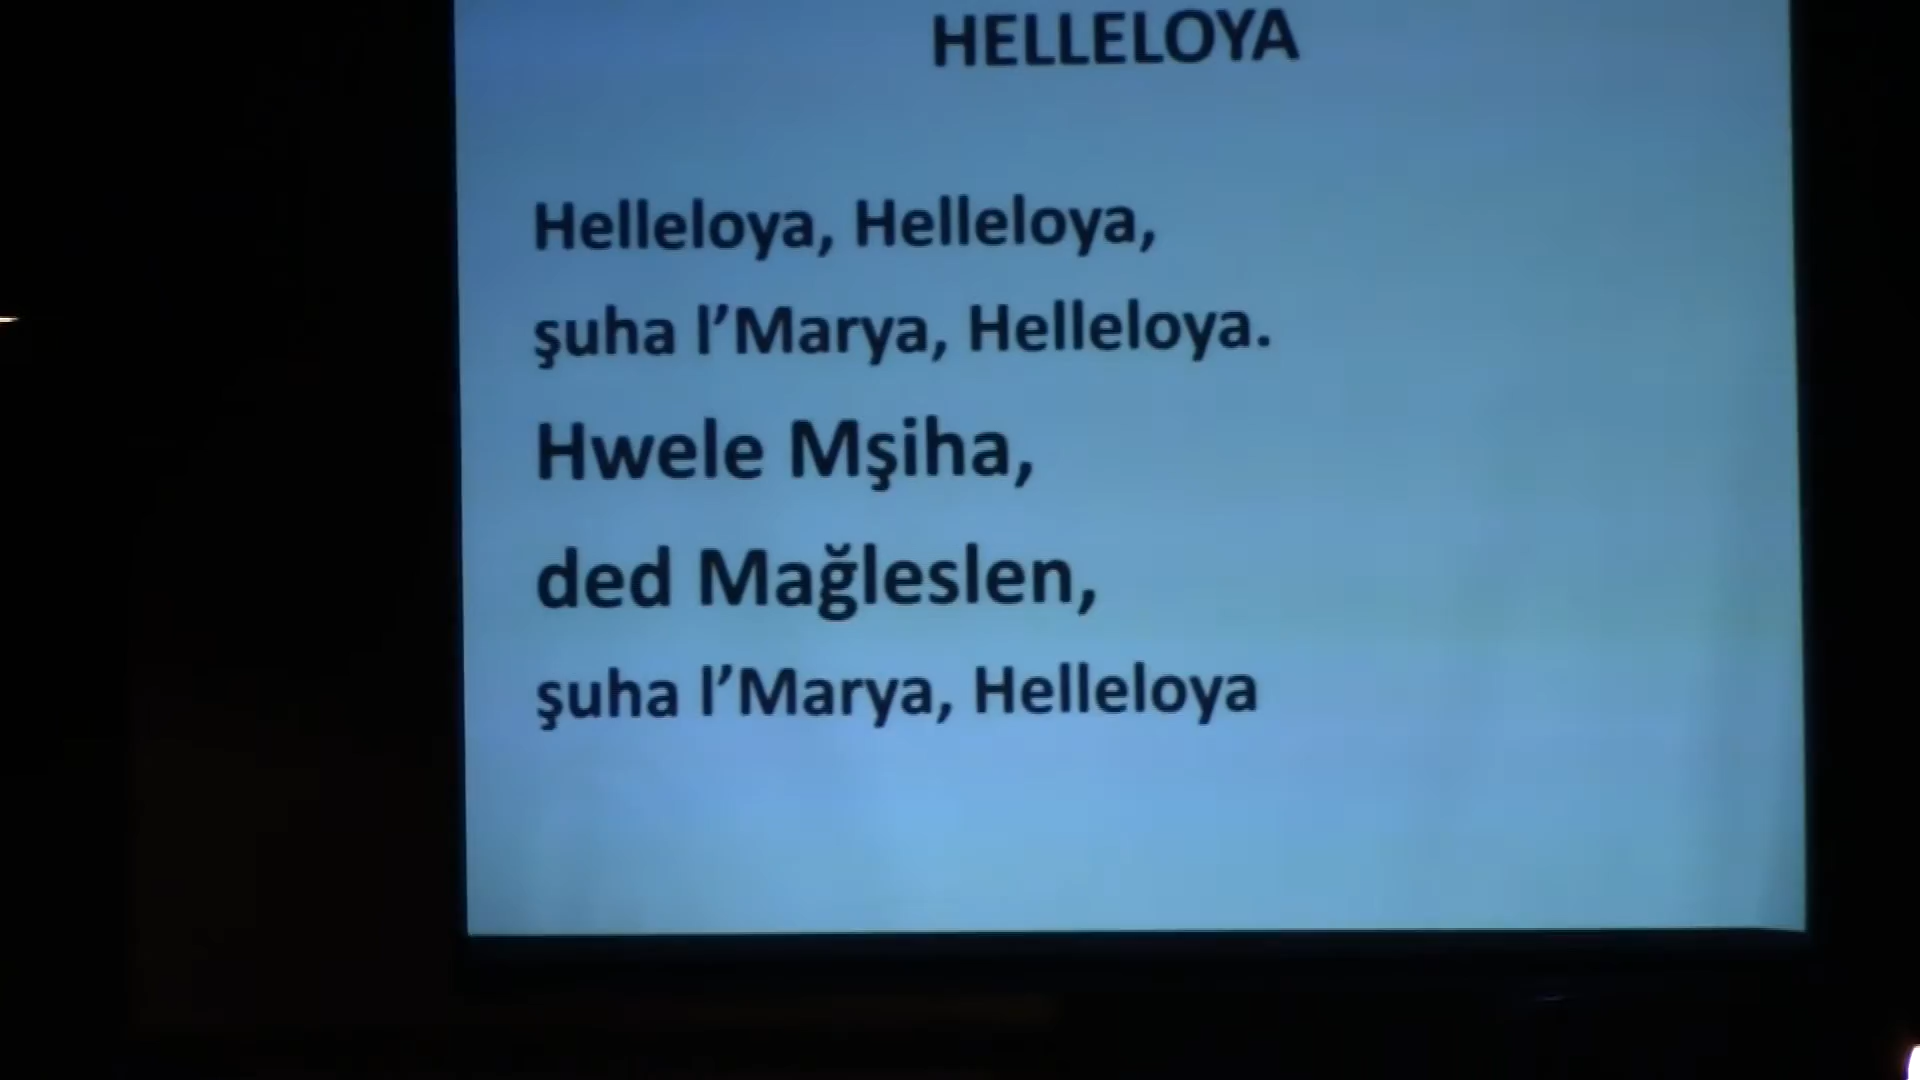 HELLELOYA
Helleloya, Helleloya,
şuha l’Marya, Helleloya.
Hwele Mşiha,
ded Mağleslen,
şuha l’Marya, Helleloya